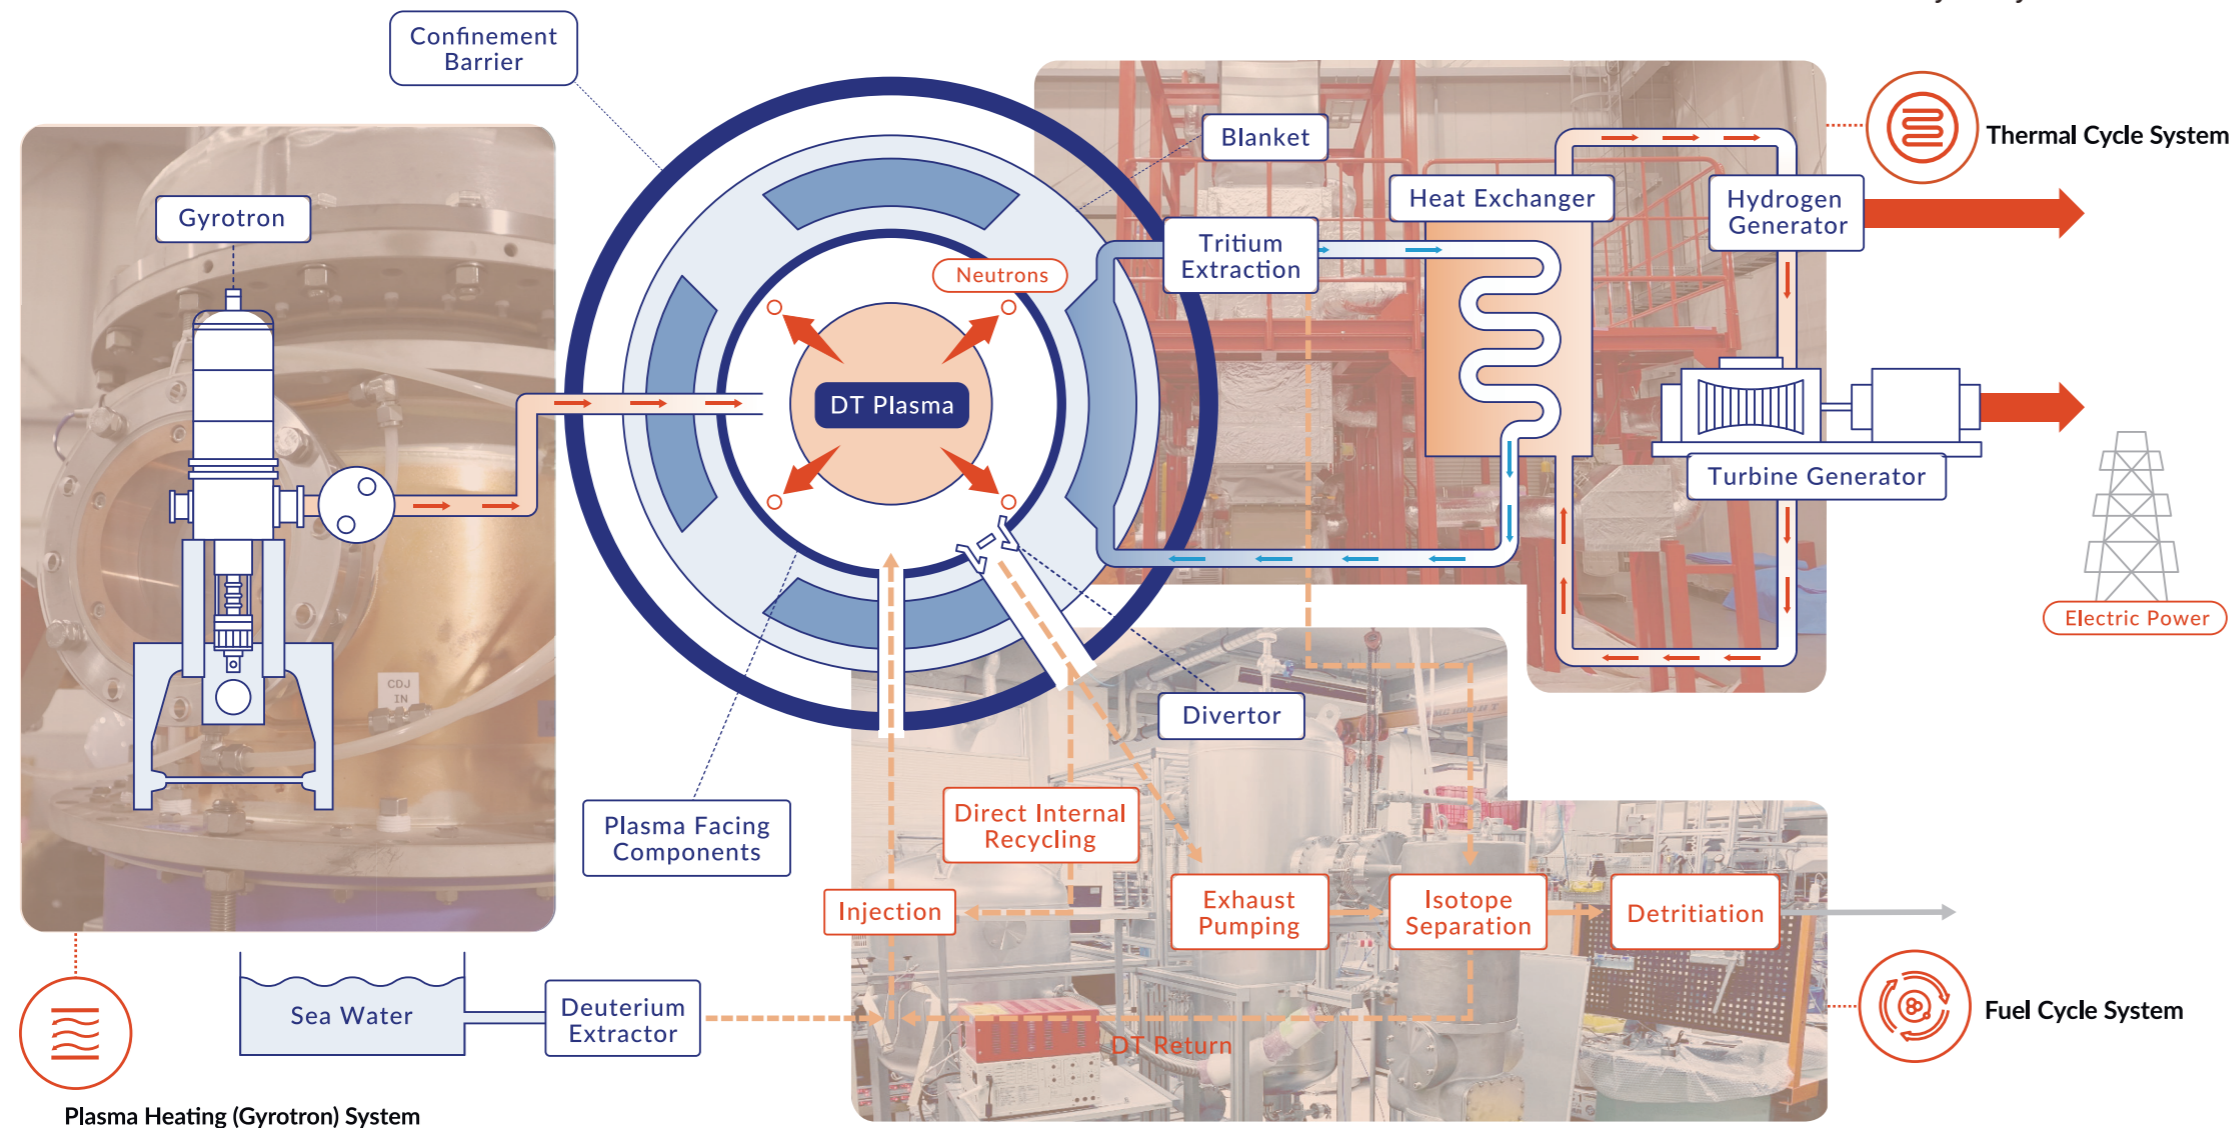 Confinement
Barrier
Blanket
Thermal Cycle System
Gyrotron
Heat Exchanger
Hydrogen
Generator
Tritium
Extraction
Neutrons
DT Plasma
Turbine Generator
Electric Power
CDJ
IN
Divertor
Plasma Facing
Components
Direct Internal
Recycling
Injection
Exhaust
Pumping
Isotope
Separation
Detritiation
Sea Water
Deuterium
Extractor
DT Return
Fuel Cycle System
Plasma Heating (Gyrotron) System